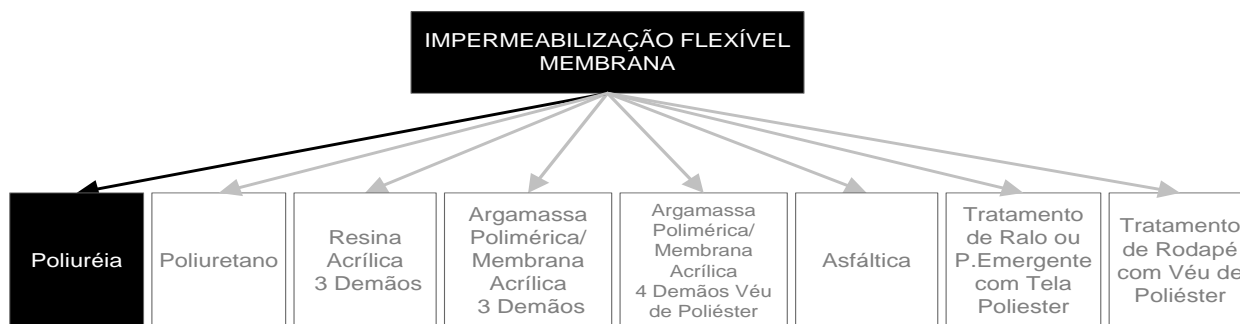 IMPERMEABILIZAÇÃO FLEXÍVEL
MEMBRANA
Poliuréia
Poliuretano
Resina
Acrílica
3 Demãos
Argamassa
Polimérica/
Membrana
Acrílica
3 Demãos
Argamassa
Polimérica/
Membrana
Acrílica
4 Demãos Véu
de Poliéster
Asfáltica
Tratamento
de Ralo ou
P.Emergente
com Tela
Poliester
Tratamento
de Rodapé
com Véu de
Poliéster